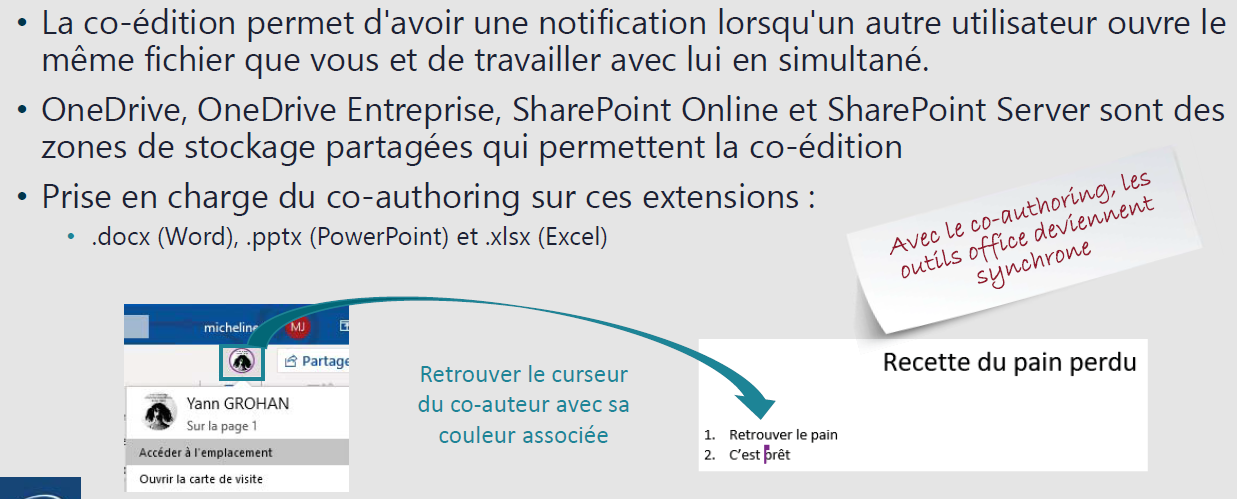 • La co-édition permet d'avoir une notification lorsqu'un autre utilisateur ouvre le
même fichier que vous et de travailler avec lui en simultané.
• OneDrive, OneDrive Entreprise, SharePoint Online et SharePoint Server sont des
zones de stockage partagées qui permettent la co-édition
• Prise en charge du co-authoring sur ces extensions :
• .docx (Word), .pptx (PowerPoint) et .xlsx (Excel)
Avec le co-authoring, les
outils office deviennent
synchrone
micheline
MJ
Partage
Yann GROHAN
Sur la page 1
Accéder à l'emplacement
Ouvrir la carte de visite
Retrouver le curseur
du co-auteur avec sa
couleur associée
Recette du pain perdu
1. Retrouver le pain
2. C'est prêt